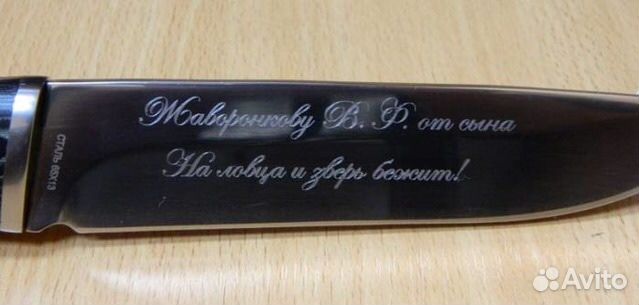 Жаворонкову В. Ф. от сына
На ловца и зверь бежит!
СТАЛЬ 65Х13
Avito